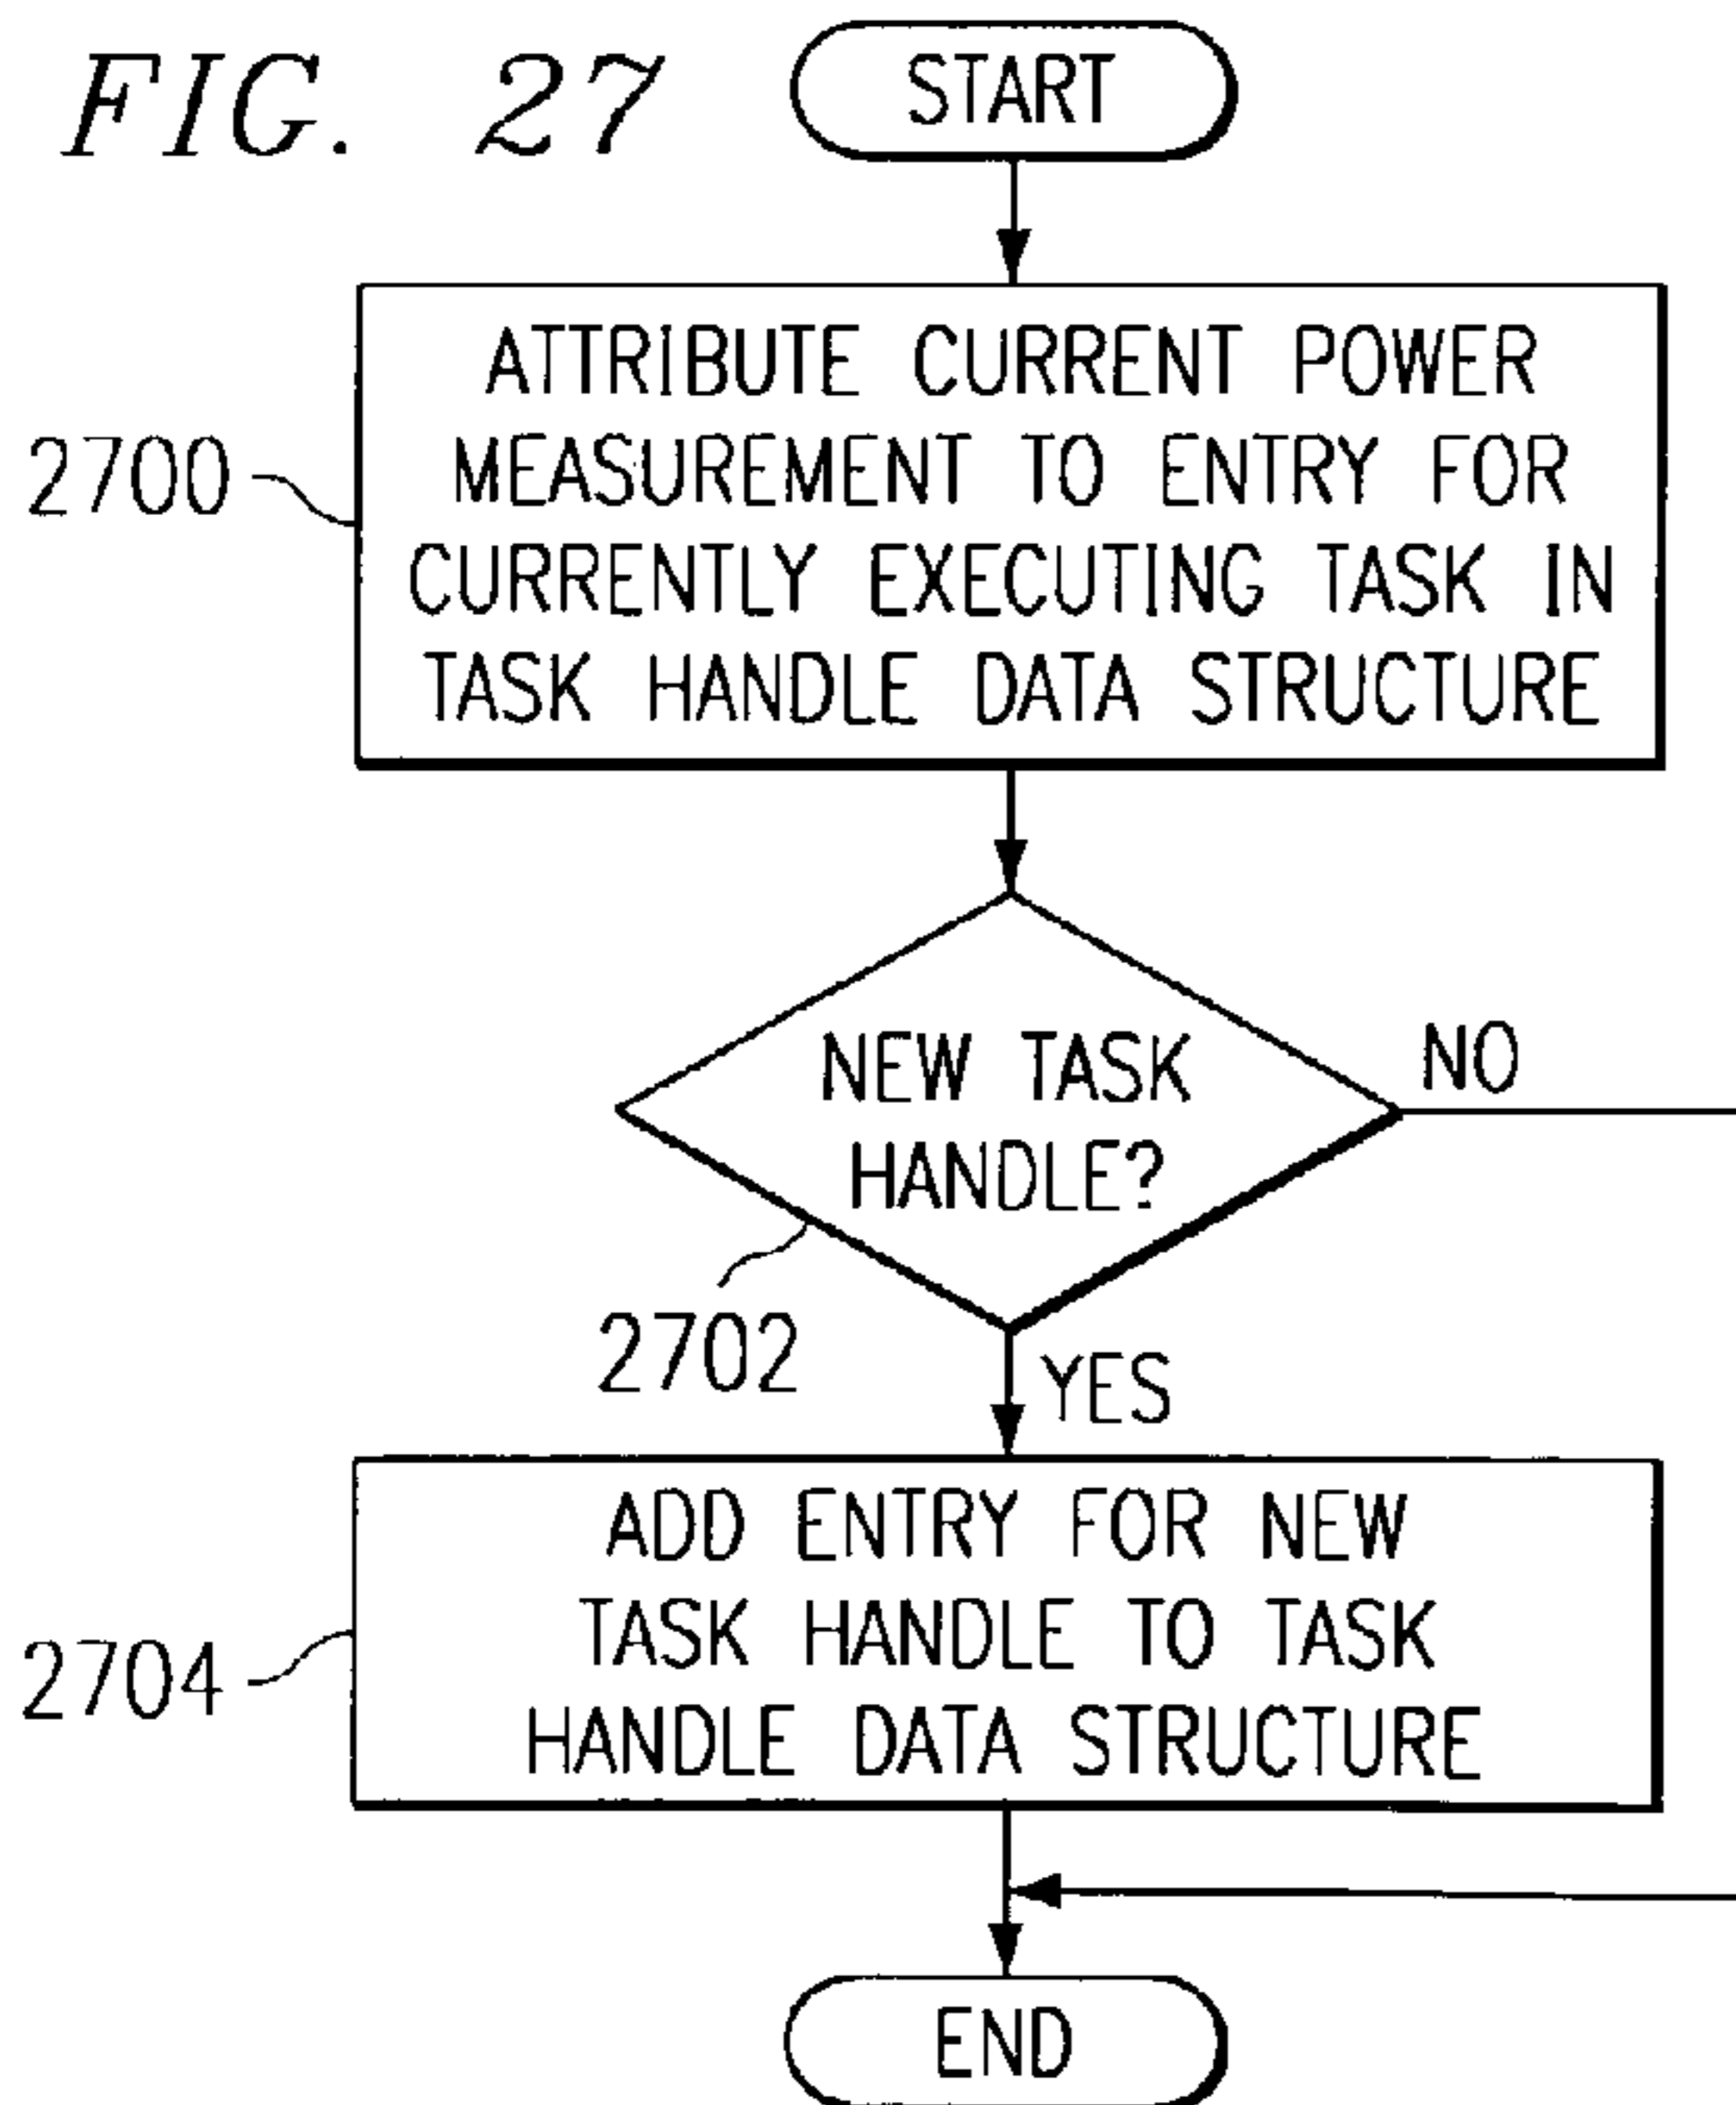 FIG. 27
START
ATTRIBUTE CURRENT POWER
MEASUREMENT TO ENTRY FOR
CURRENTLY EXECUTING TASK IN
TASK HANDLE DATA STRUCTURE
2700
NEW TASK
HANDLE?
NO
2702
YES
ADD ENTRY FOR NEW
TASK HANDLE TO TASK
HANDLE DATA STRUCTURE
2704
END